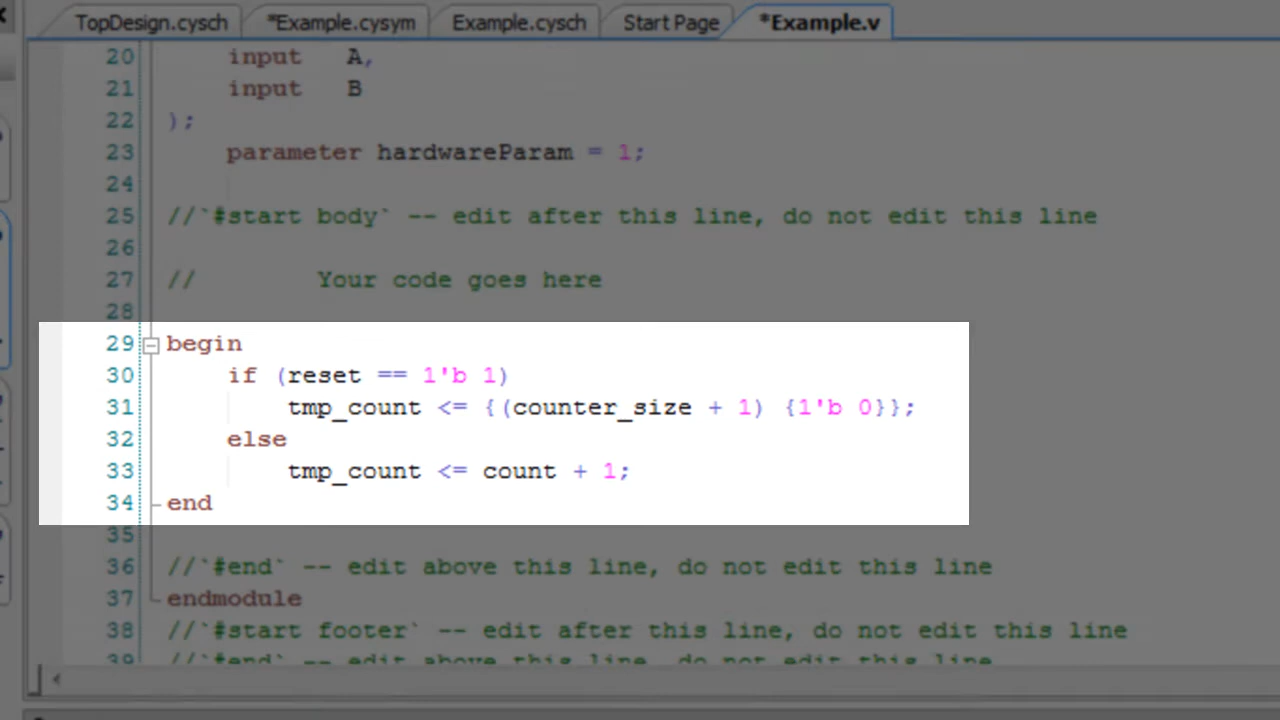 TopDesign.cysch *Example.cysym Example.cysch Start Page *Example.v
20 input A,
21 input B
22 );
23 parameter hardwareParam = 1;
24
25 //`#start body` -- edit after this line, do not edit this line
26
27 // Your code goes here
28
29 begin
30 if (reset == 1'b 1)
31 tmp_count <= {(counter_size + 1) {1'b 0}};
32 else
33 tmp_count <= count + 1;
34 end
35
36 //`#end` -- edit above this line, do not edit this line
37 endmodule
38 //`#start footer` -- edit after this line, do not edit this line
39 //`#end` -- edit above this line, do not edit this line